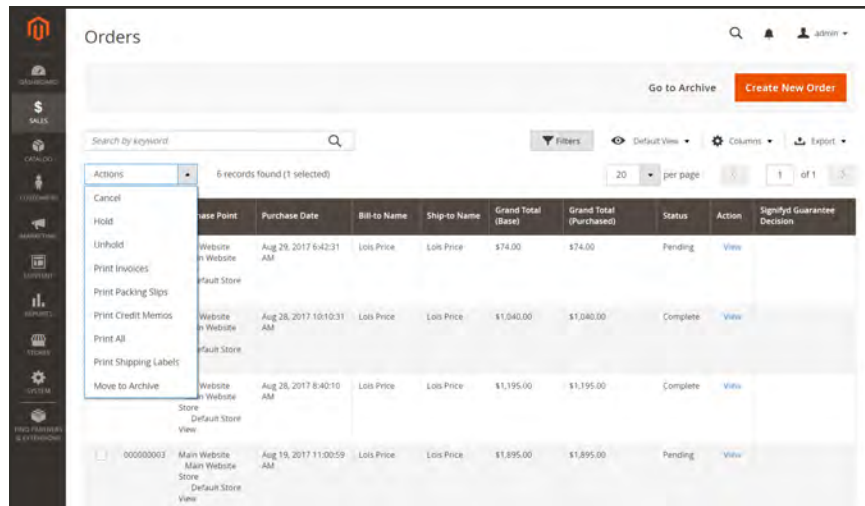 Orders
admin
DASHBOARD
SALES
CATALOG
CUSTOMERS
MARKETING
CONTENT
REPORTS
STORES
SYSTEM
FIND PARTNERS
& EXTENSIONS
Go to Archive
Create New Order
Search by keyword
Filters
Default View
Columns
Export
Actions
6 records found (1 selected)
20
per page
1
of 1
Cancel
Hold
Unhold
Print Invoices
Print Packing Slips
Print Credit Memos
Print All
Print Shipping Labels
Move to Archive
hase Point
Purchase Date
Bill-to Name
Ship-to Name
Grand Total
(Base)
Grand Total
(Purchased)
Status
Action
Signifyd Guarantee
Decision
Website
n Website
efault Store
Aug 29, 2017 6:42:31
AM
Lois Price
Lois Price
$74.00
$74.00
Pending
View
Website
n Website
efault Store
Aug 28, 2017 10:10:31
AM
Lois Price
Lois Price
$1,040.00
$1,040.00
Complete
View
Website
n Website
Store
Default Store
View
Aug 28, 2017 8:40:10
AM
Lois Price
Lois Price
$1,195.00
$1,195.00
Complete
View
000000003
Main Website
Main Website
Store
Default Store
View
Aug 19, 2017 11:00:59
AM
Lois Price
Lois Price
$1,895.00
$1,895.00
Pending
View